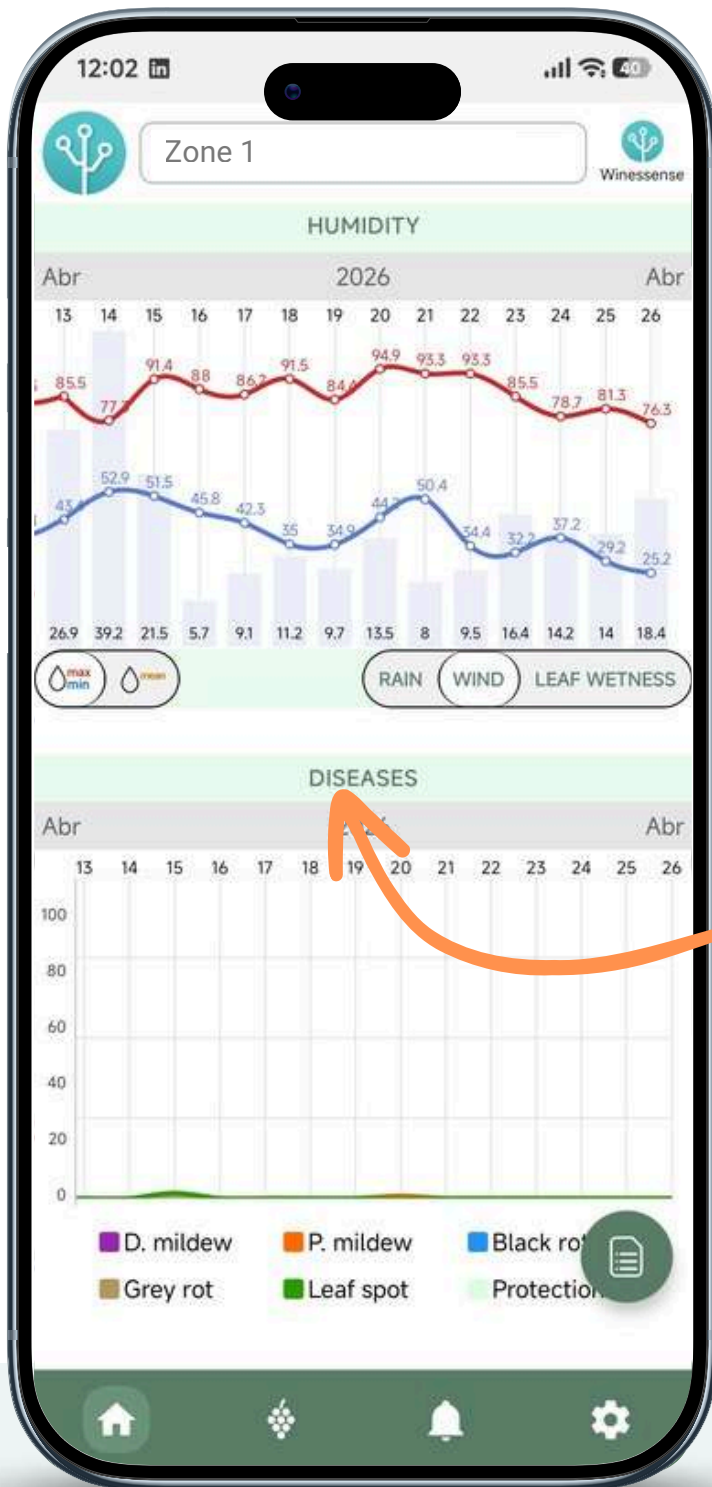 12:02 in 40
Zone 1
Winessense
HUMIDITY
Abr 2026 Abr
13 14 15 16 17 18 19 20 21 22 23 24 25 26
85.5 91.4 88 86.2 91.5 94.9 93.3 93.3 85.5 78.7 81.3 76.3
52.9 51.5 45.8 42.3 35 34.9 50.4 34.4 32.2 37.2 29.2 25.2
26.9 39.2 21.5 5.7 9.1 11.2 9.7 13.5 8 9.5 16.4 14.2 14 18.4
max
min
mean
RAIN WIND LEAF WETNESS
DISEASES
Abr Abr
13 14 15 16 17 18 19 20 21 22 23 24 25 26
100
80
60
40
20
0
D. mildew P. mildew Black rot
Grey rot Leaf spot Protection